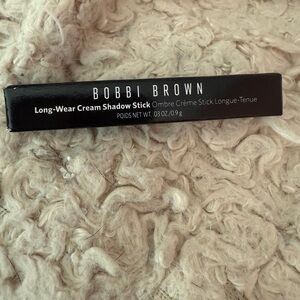 BOBBI BROWN
Long-Wear Cream Shadow Stick Ombre Crème Stick Longue-Tenue
POIDS NET WT. .03 OZ./0.9 g